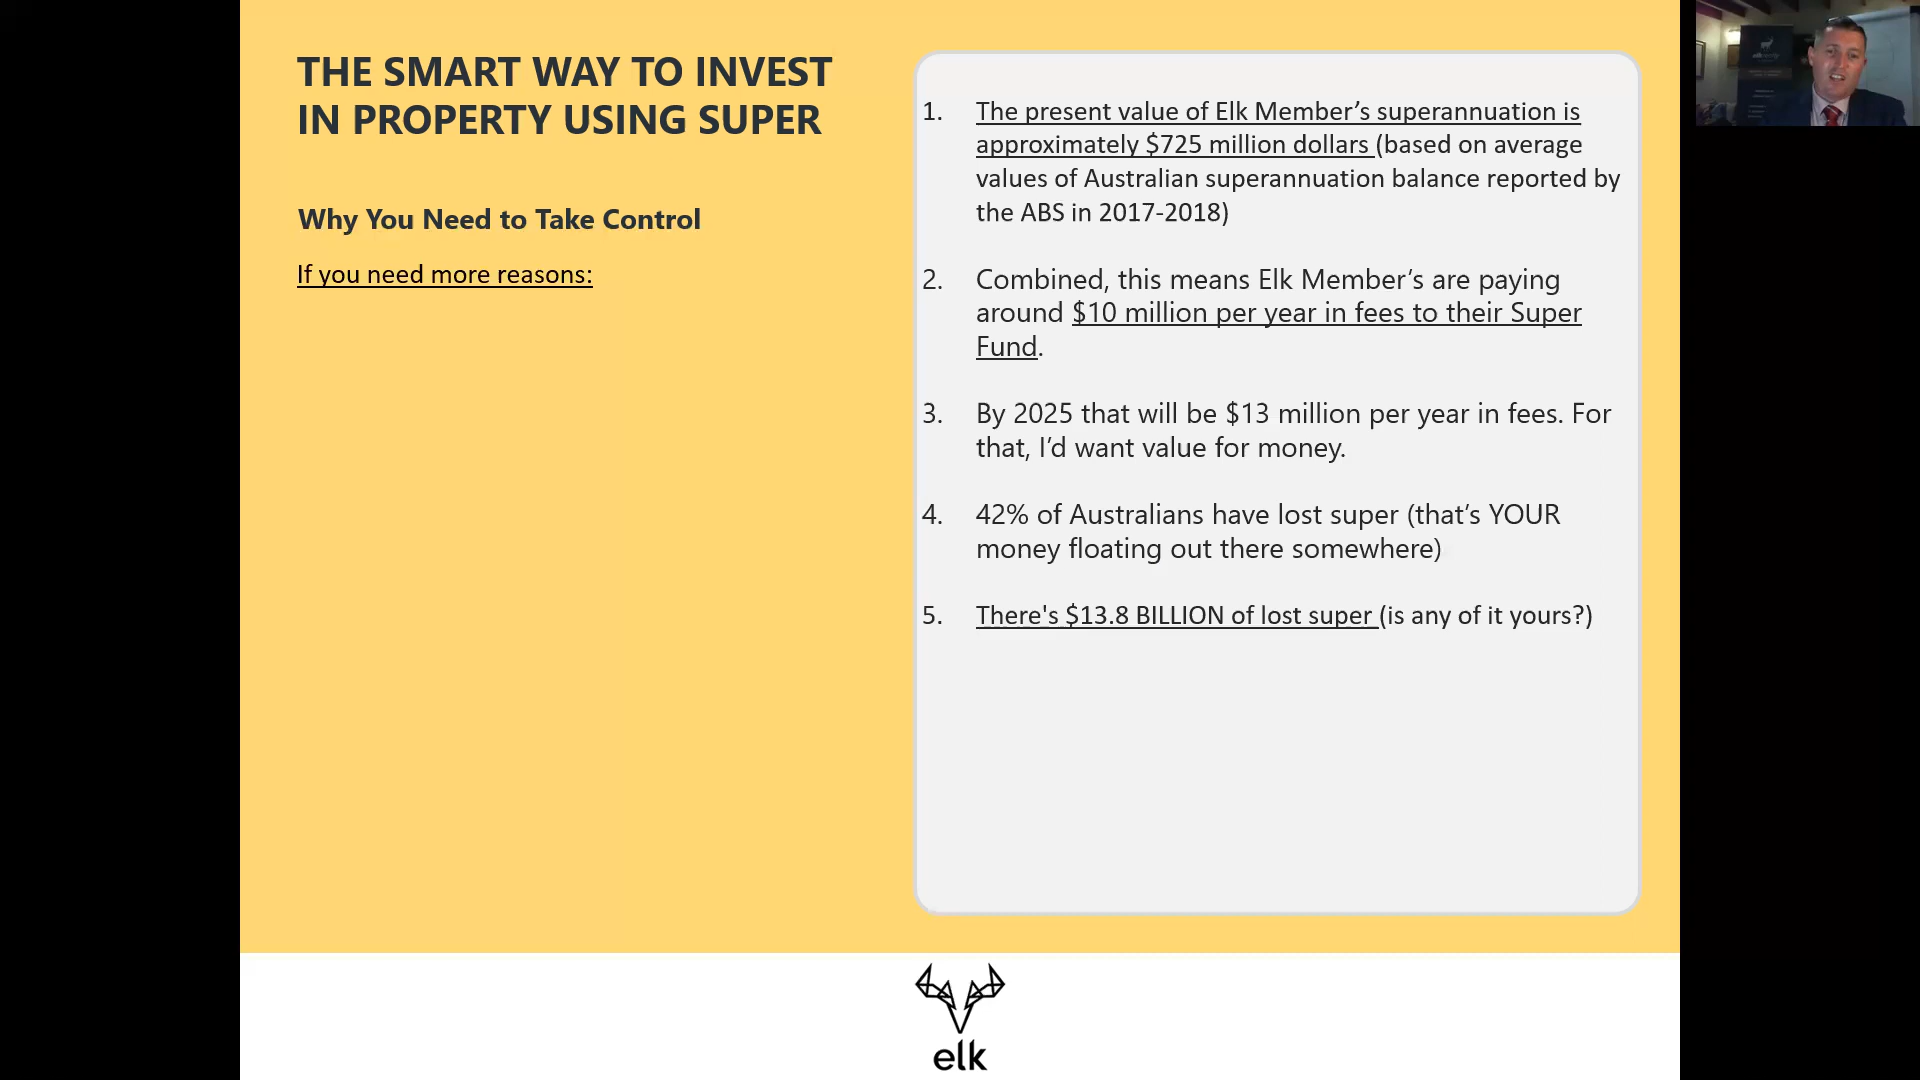 THE SMART WAY TO INVEST
IN PROPERTY USING SUPER
Why You Need to Take Control
If you need more reasons:
1. The present value of Elk Member’s superannuation is
approximately $725 million dollars (based on average
values of Australian superannuation balance reported by
the ABS in 2017-2018)
2. Combined, this means Elk Member’s are paying
around $10 million per year in fees to their Super
Fund.
3. By 2025 that will be $13 million per year in fees. For
that, I’d want value for money.
4. 42% of Australians have lost super (that’s YOUR
money floating out there somewhere)
5. There's $13.8 BILLION of lost super (is any of it yours?)
elk